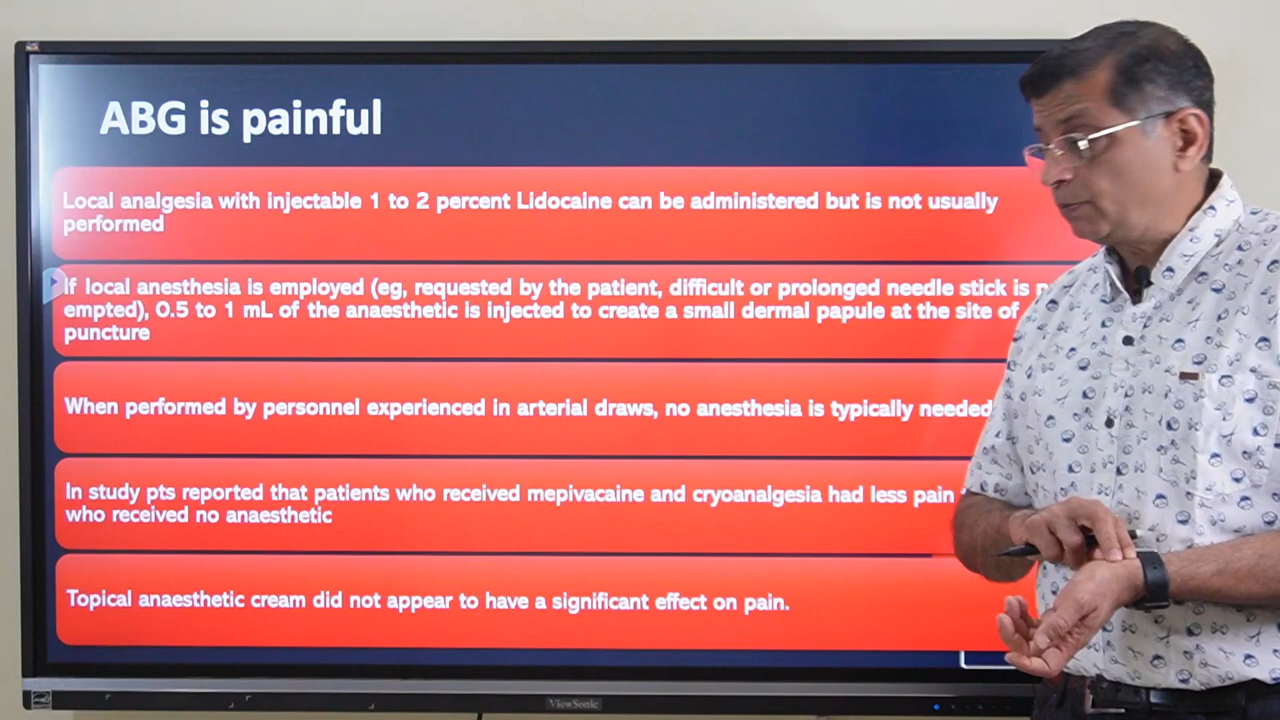 ABG is painful
Local analgesia with injectable 1 to 2 percent Lidocaine can be administered but is not usually
performed
If local anesthesia is employed (eg, requested by the patient, difficult or prolonged needle stick is
empted), 0.5 to 1 mL of the anaesthetic is injected to create a small dermal papule at the site of
puncture
When performed by personnel experienced in arterial draws, no anesthesia is typically needed
In study pts reported that patients who received mepivacaine and cryoanalgesia had less pain
who received no anaesthetic
Topical anaesthetic cream did not appear to have a significant effect on pain.
ViewSonic